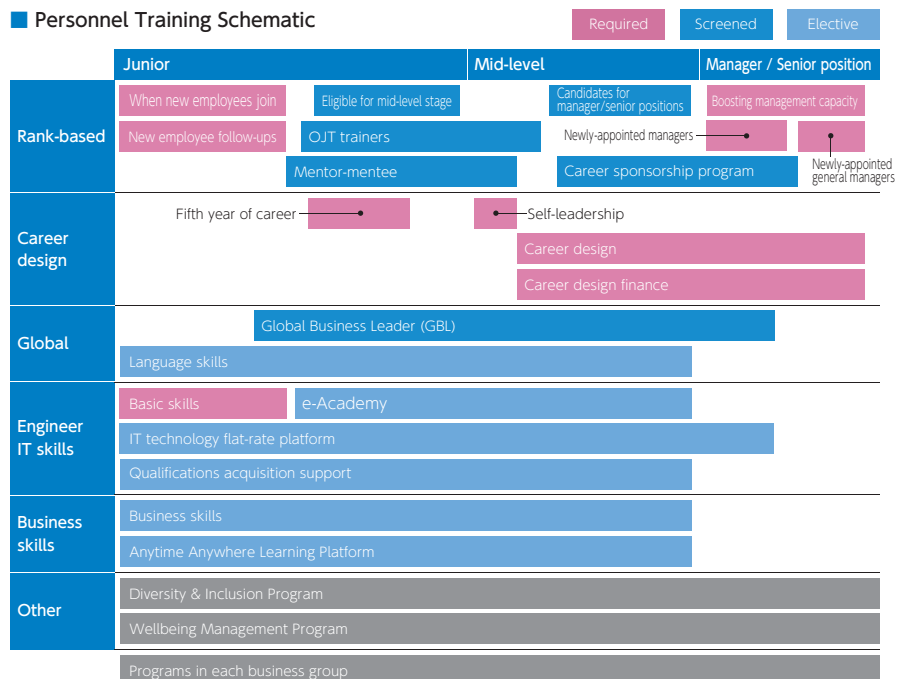 Personnel Training Schematic
Required
Screened
Elective
Junior
Mid-level
Manager / Senior position
Rank-based
When new employees join
Eligible for mid-level stage
Candidates for
manager/senior positions
Boosting management capacity
New employee follow-ups
OJT trainers
Newly-appointed managers
Mentor-mentee
Career sponsorship program
Newly-appointed
general managers
Career
design
Fifth year of career
Self-leadership
Career design
Career design finance
Global
Global Business Leader (GBL)
Language skills
Engineer
IT skills
Basic skills
e-Academy
IT technology flat-rate platform
Qualifications acquisition support
Business
skills
Business skills
Anytime Anywhere Learning Platform
Other
Diversity & Inclusion Program
Wellbeing Management Program
Programs in each business group